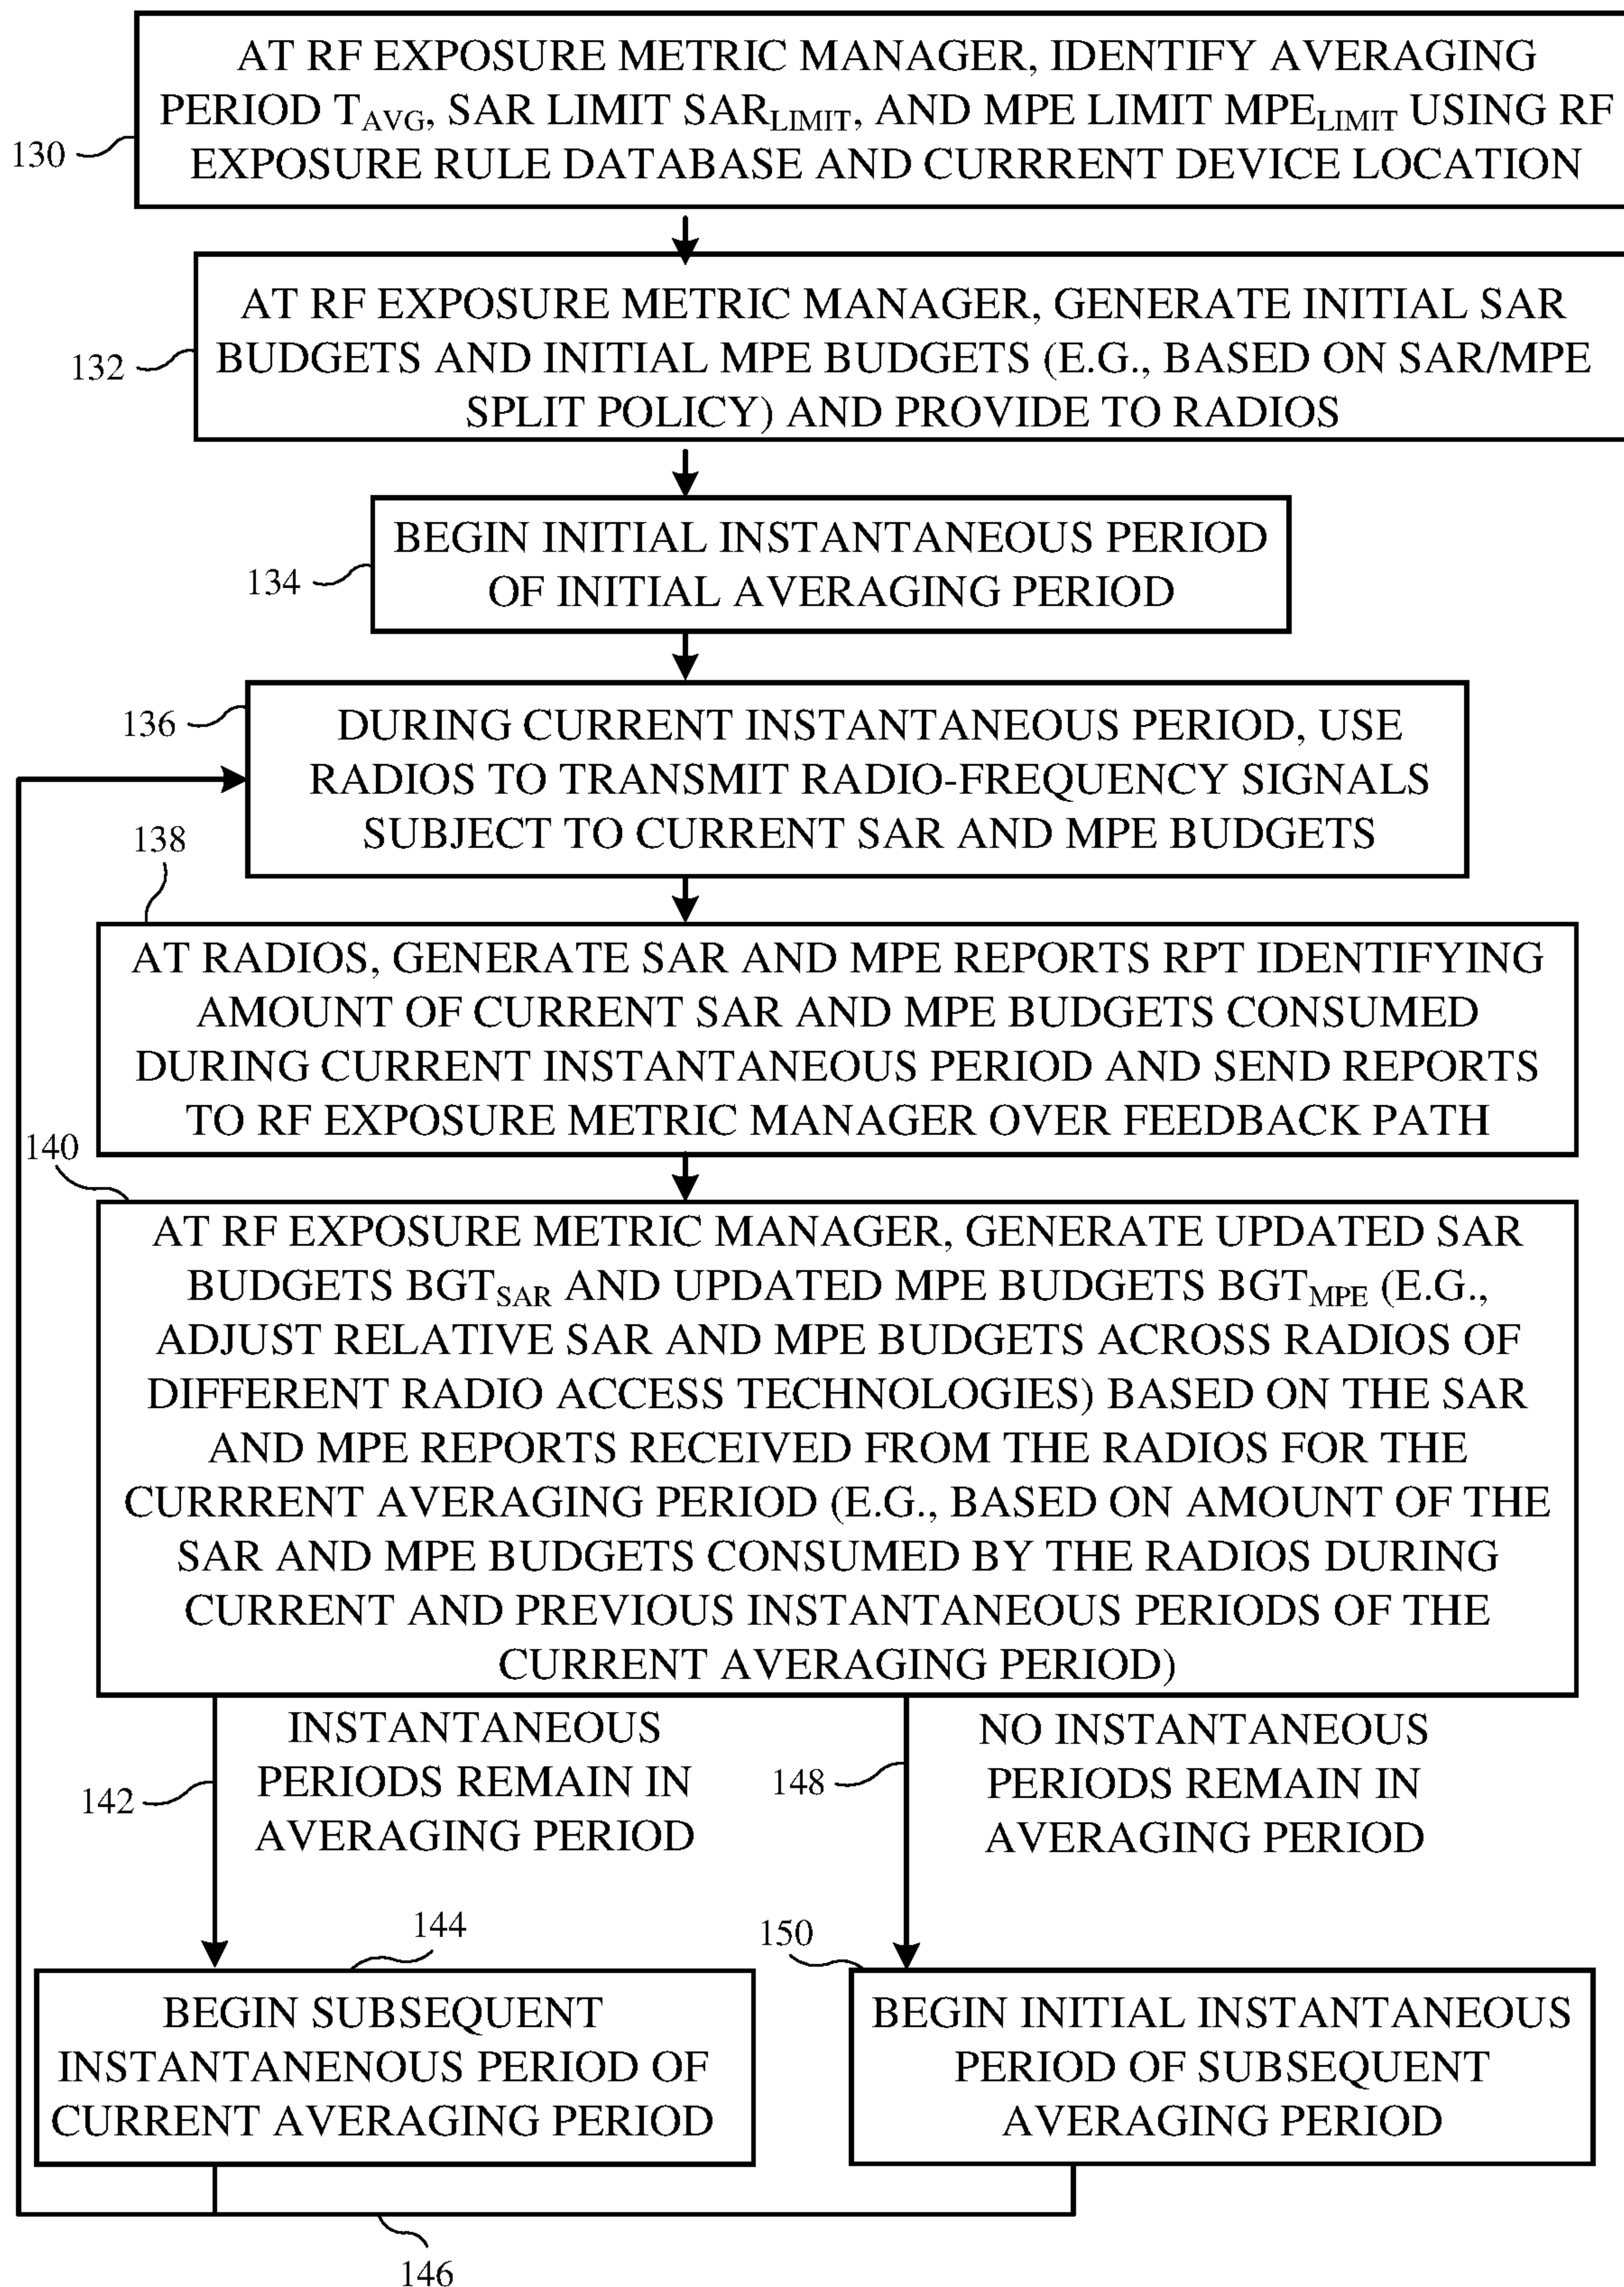 AT RF EXPOSURE METRIC MANAGER, IDENTIFY AVERAGING
PERIOD TAVG, SAR LIMIT SARLIMIT, AND MPE LIMIT MPELIMIT USING RF
EXPOSURE RULE DATABASE AND CURRRENT DEVICE LOCATION
130
AT RF EXPOSURE METRIC MANAGER, GENERATE INITIAL SAR
BUDGETS AND INITIAL MPE BUDGETS (E.G., BASED ON SAR/MPE
SPLIT POLICY) AND PROVIDE TO RADIOS
132
BEGIN INITIAL INSTANTANEOUS PERIOD
OF INITIAL AVERAGING PERIOD
134
136
DURING CURRENT INSTANTANEOUS PERIOD, USE
RADIOS TO TRANSMIT RADIO-FREQUENCY SIGNALS
SUBJECT TO CURRENT SAR AND MPE BUDGETS
138
AT RADIOS, GENERATE SAR AND MPE REPORTS RPT IDENTIFYING
AMOUNT OF CURRENT SAR AND MPE BUDGETS CONSUMED
DURING CURRENT INSTANTANEOUS PERIOD AND SEND REPORTS
TO RF EXPOSURE METRIC MANAGER OVER FEEDBACK PATH
140
AT RF EXPOSURE METRIC MANAGER, GENERATE UPDATED SAR
BUDGETS BGTSAR AND UPDATED MPE BUDGETS BGTMPE (E.G.,
ADJUST RELATIVE SAR AND MPE BUDGETS ACROSS RADIOS OF
DIFFERENT RADIO ACCESS TECHNOLOGIES) BASED ON THE SAR
AND MPE REPORTS RECEIVED FROM THE RADIOS FOR THE
CURRRENT AVERAGING PERIOD (E.G., BASED ON AMOUNT OF THE
SAR AND MPE BUDGETS CONSUMED BY THE RADIOS DURING
CURRENT AND PREVIOUS INSTANTANEOUS PERIODS OF THE
CURRENT AVERAGING PERIOD)
INSTANTANEOUS
PERIODS REMAIN IN
AVERAGING PERIOD
142
NO INSTANTANEOUS
PERIODS REMAIN IN
AVERAGING PERIOD
148
144
BEGIN SUBSEQUENT
INSTANTANENOUS PERIOD OF
CURRENT AVERAGING PERIOD
150
BEGIN INITIAL INSTANTANEOUS
PERIOD OF SUBSEQUENT
AVERAGING PERIOD
146